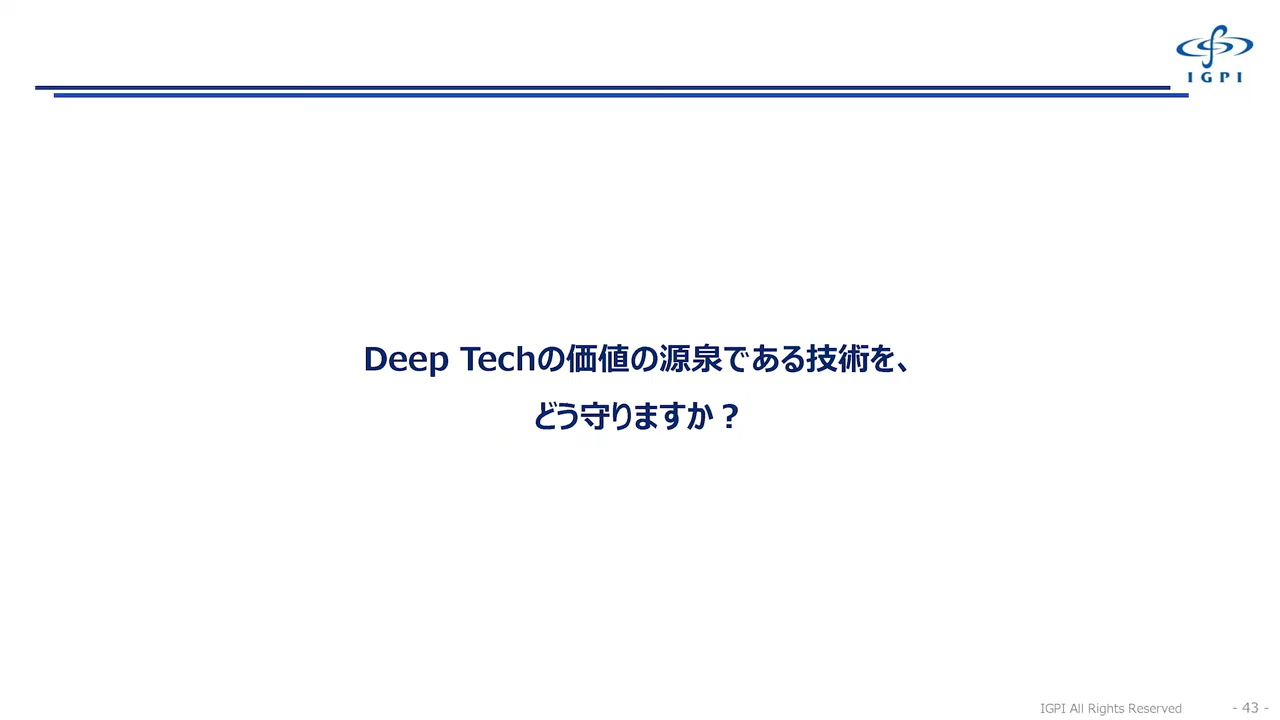 IGPI
Deep Techの価値の源泉である技術を、
どう守りますか？
IGPI All Rights Reserved
- 43 -